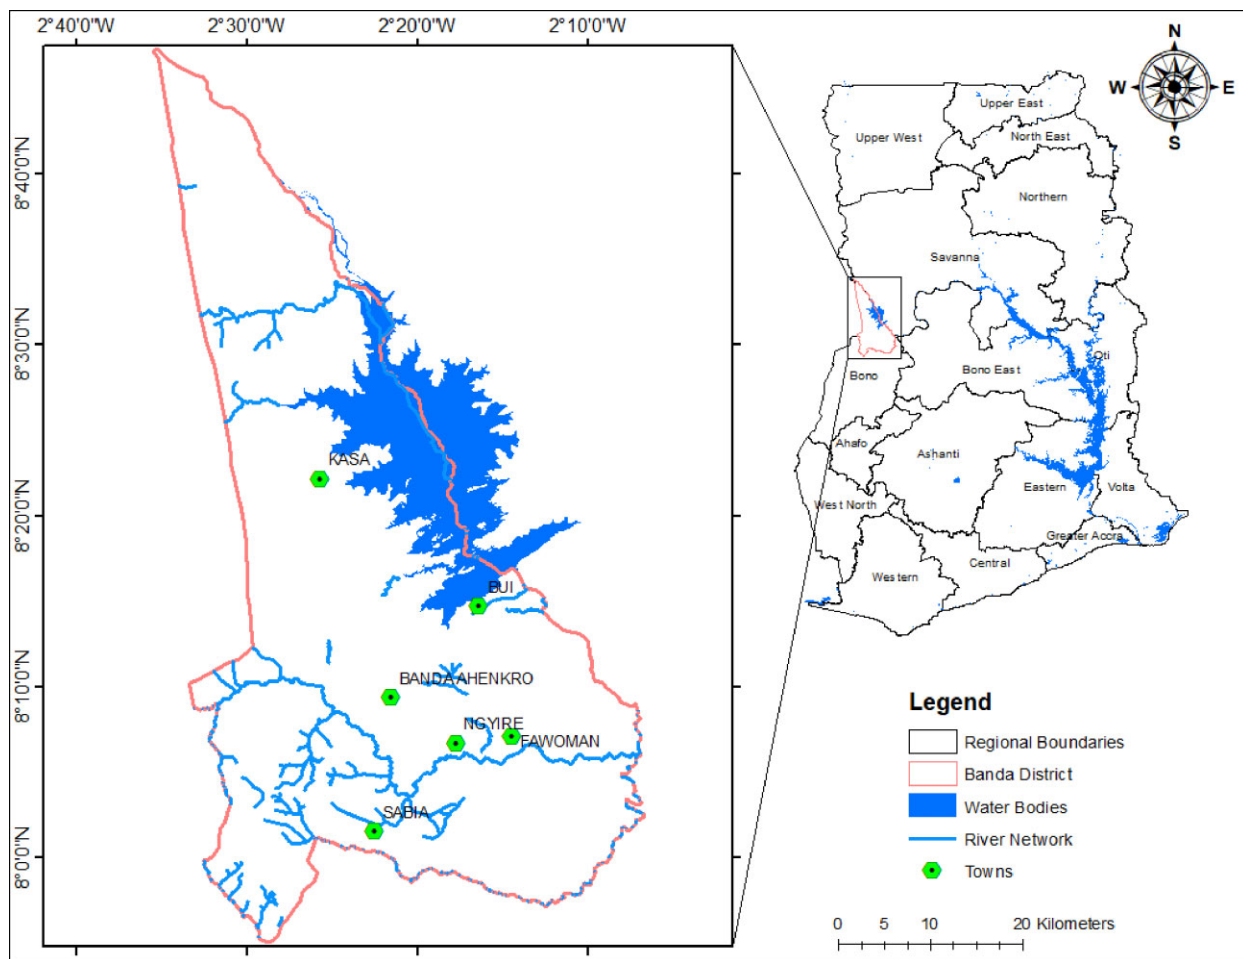 2°40'0"W 2°30'0"W 2°20'0"W 2°10'0"W
8°40'0"N
8°30'0"N
8°20'0"N
8°10'0"N
8°0'0"N
KASA
BUI
BANDA AHENKRO
NGYIRE
FAWOMAN
SABIA
N
W E
S
Upper East
Upper West
North East
Northern
Savanna
Oti
Bono
Bono East
Ahafo
Ashanti
Eastern
Volta
West North
Greater Accra
Central
Western
Legend
Regional Boundaries
Banda District
Water Bodies
River Network
Towns
0 5 10 20 Kilometers